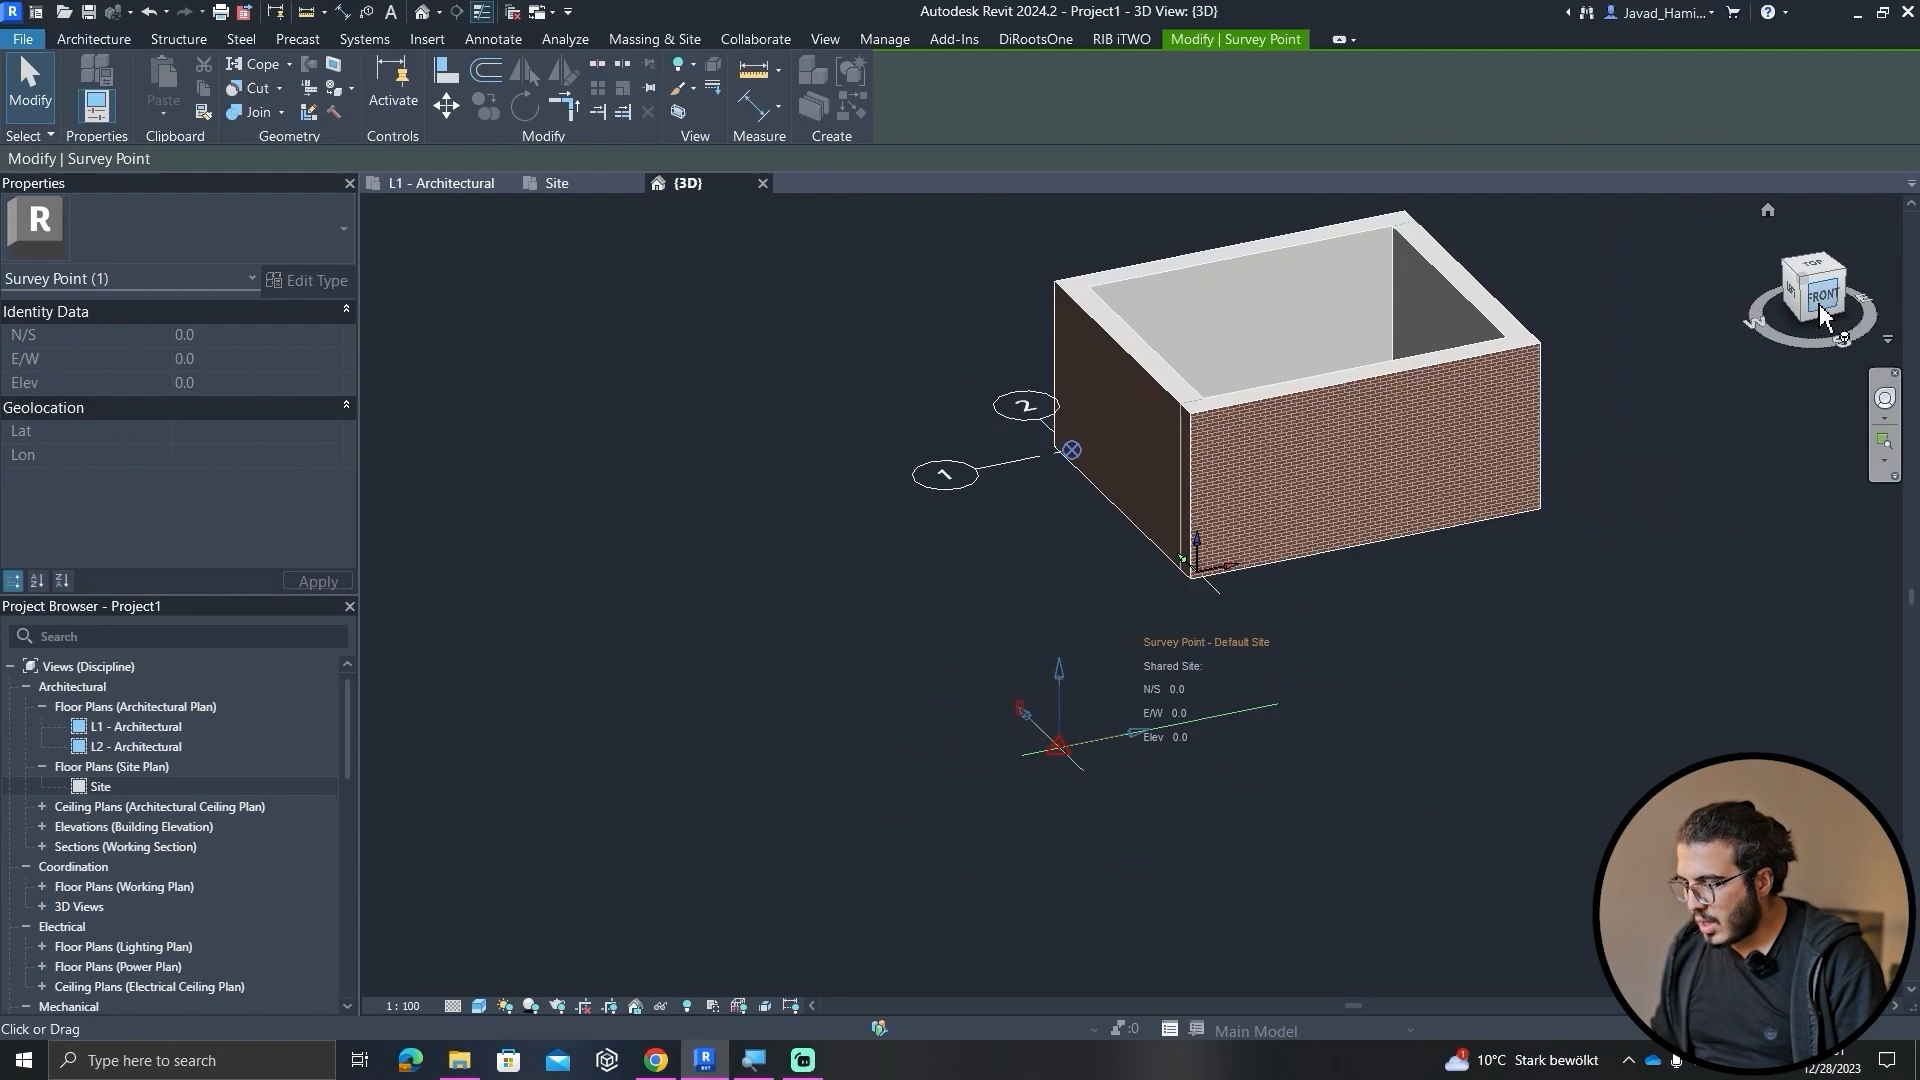 Autodesk Revit 2024.2 - Project1 - 3D View: {3D}
Javad_Hami...
File Architecture Structure Steel Precast Systems Insert Annotate Analyze Massing & Site Collaborate View Manage Add-Ins DiRootsOne RIB iTWO Modify | Survey Point
Modify
Paste
Cope
Cut
Join
Activate
Select Properties Clipboard Geometry Controls Modify View Measure Create
Modify | Survey Point
Properties
L1 - Architectural
Site
{3D}
R
Survey Point (1)
Edit Type
Identity Data
N/S 0.0
E/W 0.0
Elev 0.0
Geolocation
Lat
Lon
Apply
TOP
FRONT
W
2
1
Survey Point - Default Site
Shared Site:
N/S 0.0
E/W 0.0
Elev 0.0
Project Browser - Project1
Search
Views (Discipline)
Architectural
Floor Plans (Architectural Plan)
L1 - Architectural
L2 - Architectural
Floor Plans (Site Plan)
Site
Ceiling Plans (Architectural Ceiling Plan)
Elevations (Building Elevation)
Sections (Working Section)
Coordination
Floor Plans (Working Plan)
3D Views
Electrical
Floor Plans (Lighting Plan)
Floor Plans (Power Plan)
Ceiling Plans (Electrical Ceiling Plan)
Mechanical
1 : 100
Click or Drag
:0
Main Model
Type here to search
10°C Stark bewölkt
12/28/2023